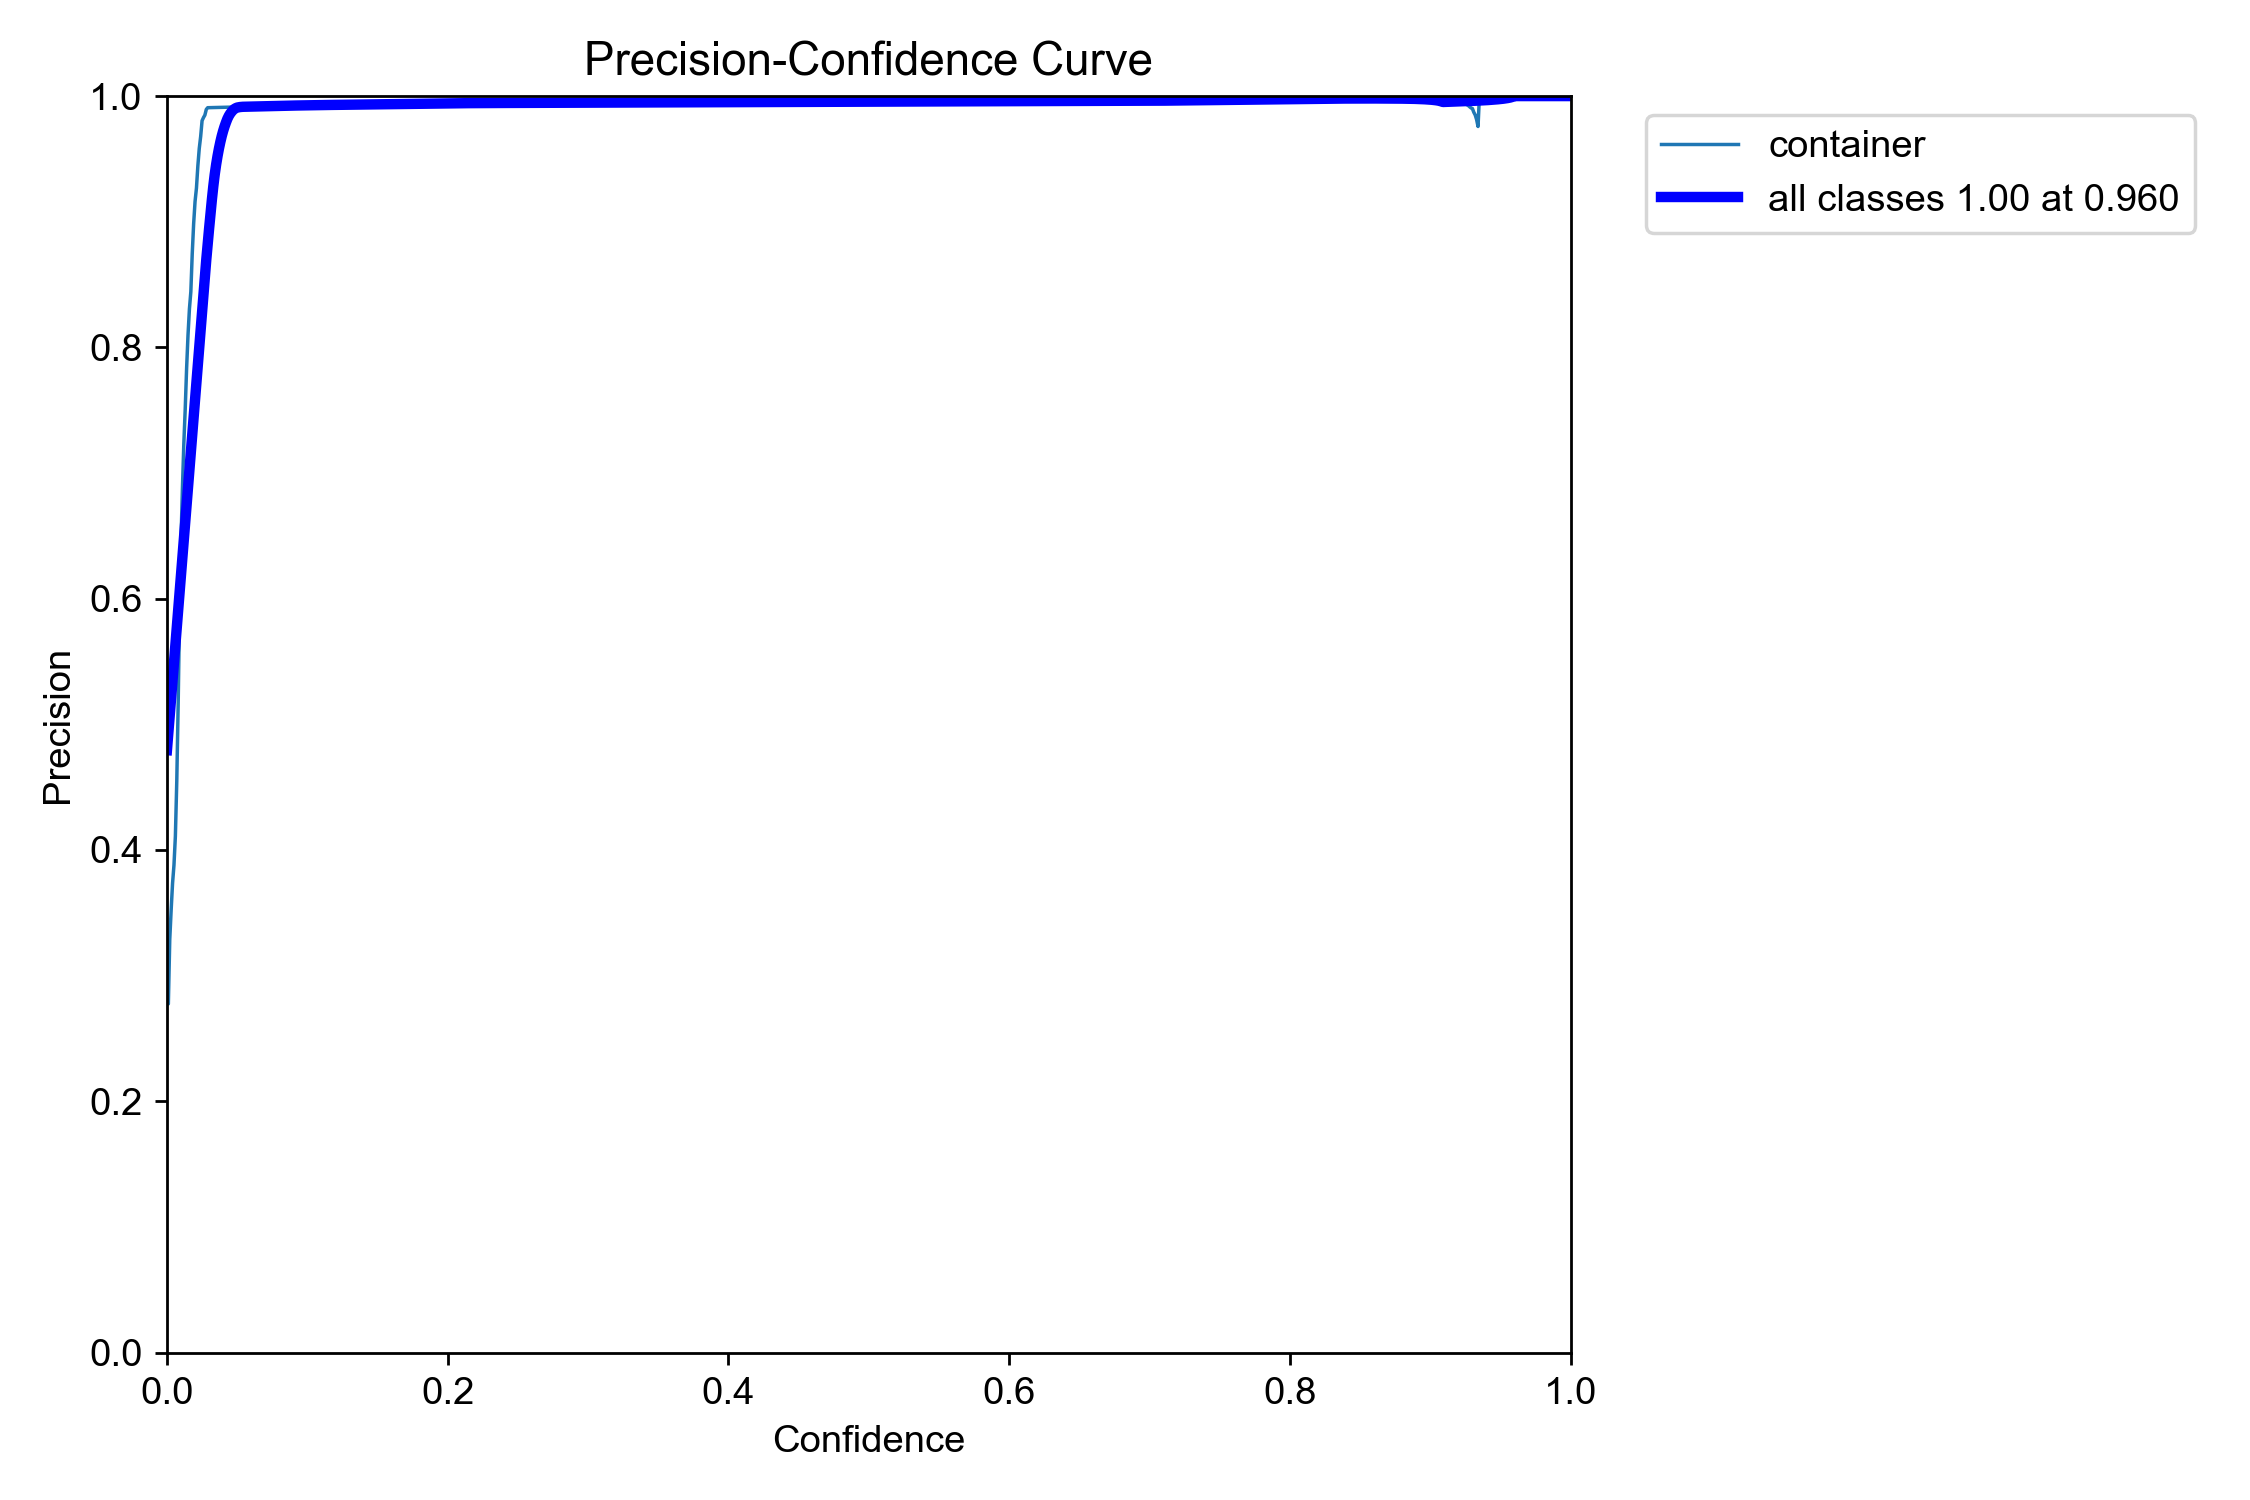 Precision-Confidence Curve
container
all classes 1.00 at 0.960
1.0
0.8
0.6
0.4
0.2
0.0
Precision
0.0 0.2 0.4 0.6 0.8 1.0
Confidence